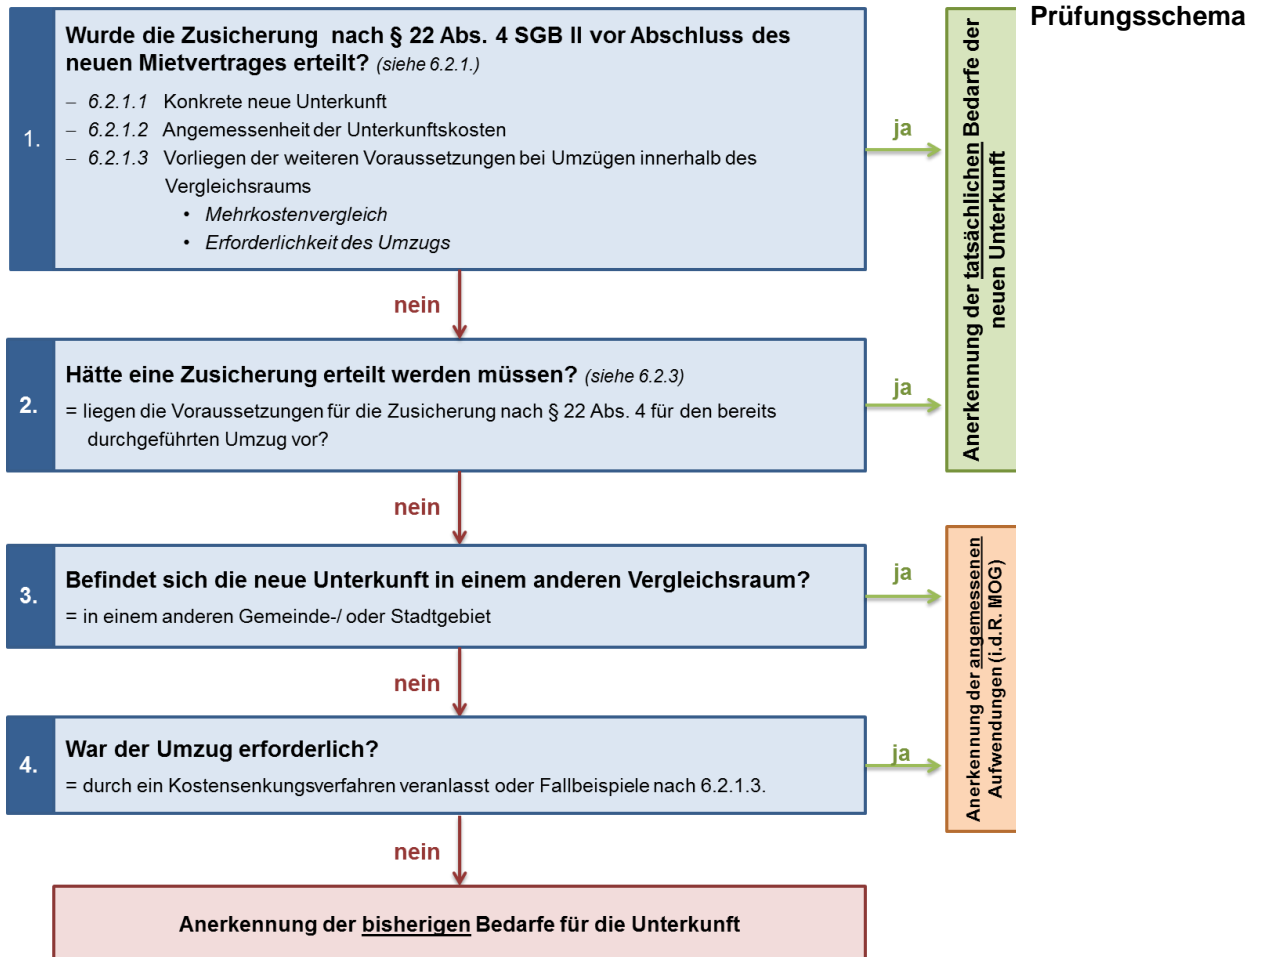 Prüfungsschema
1.
Wurde die Zusicherung nach § 22 Abs. 4 SGB II vor Abschluss des
neuen Mietvertrages erteilt? (siehe 6.2.1.)
– 6.2.1.1 Konkrete neue Unterkunft
– 6.2.1.2 Angemessenheit der Unterkunftskosten
– 6.2.1.3 Vorliegen der weiteren Voraussetzungen bei Umzügen innerhalb des
Vergleichsraums
• Mehrkostenvergleich
• Erforderlichkeit des Umzugs
ja
Anerkennung der tatsächlichen Bedarfe der
neuen Unterkunft
nein
2.
Hätte eine Zusicherung erteilt werden müssen? (siehe 6.2.3)
= liegen die Voraussetzungen für die Zusicherung nach § 22 Abs. 4 für den bereits
durchgeführten Umzug vor?
ja
nein
3.
Befindet sich die neue Unterkunft in einem anderen Vergleichsraum?
= in einem anderen Gemeinde-/ oder Stadtgebiet
ja
Anerkennung der angemessenen
Aufwendungen (i.d.R. MOG)
nein
4.
War der Umzug erforderlich?
= durch ein Kostensenkungsverfahren veranlasst oder Fallbeispiele nach 6.2.1.3.
ja
nein
Anerkennung der bisherigen Bedarfe für die Unterkunft